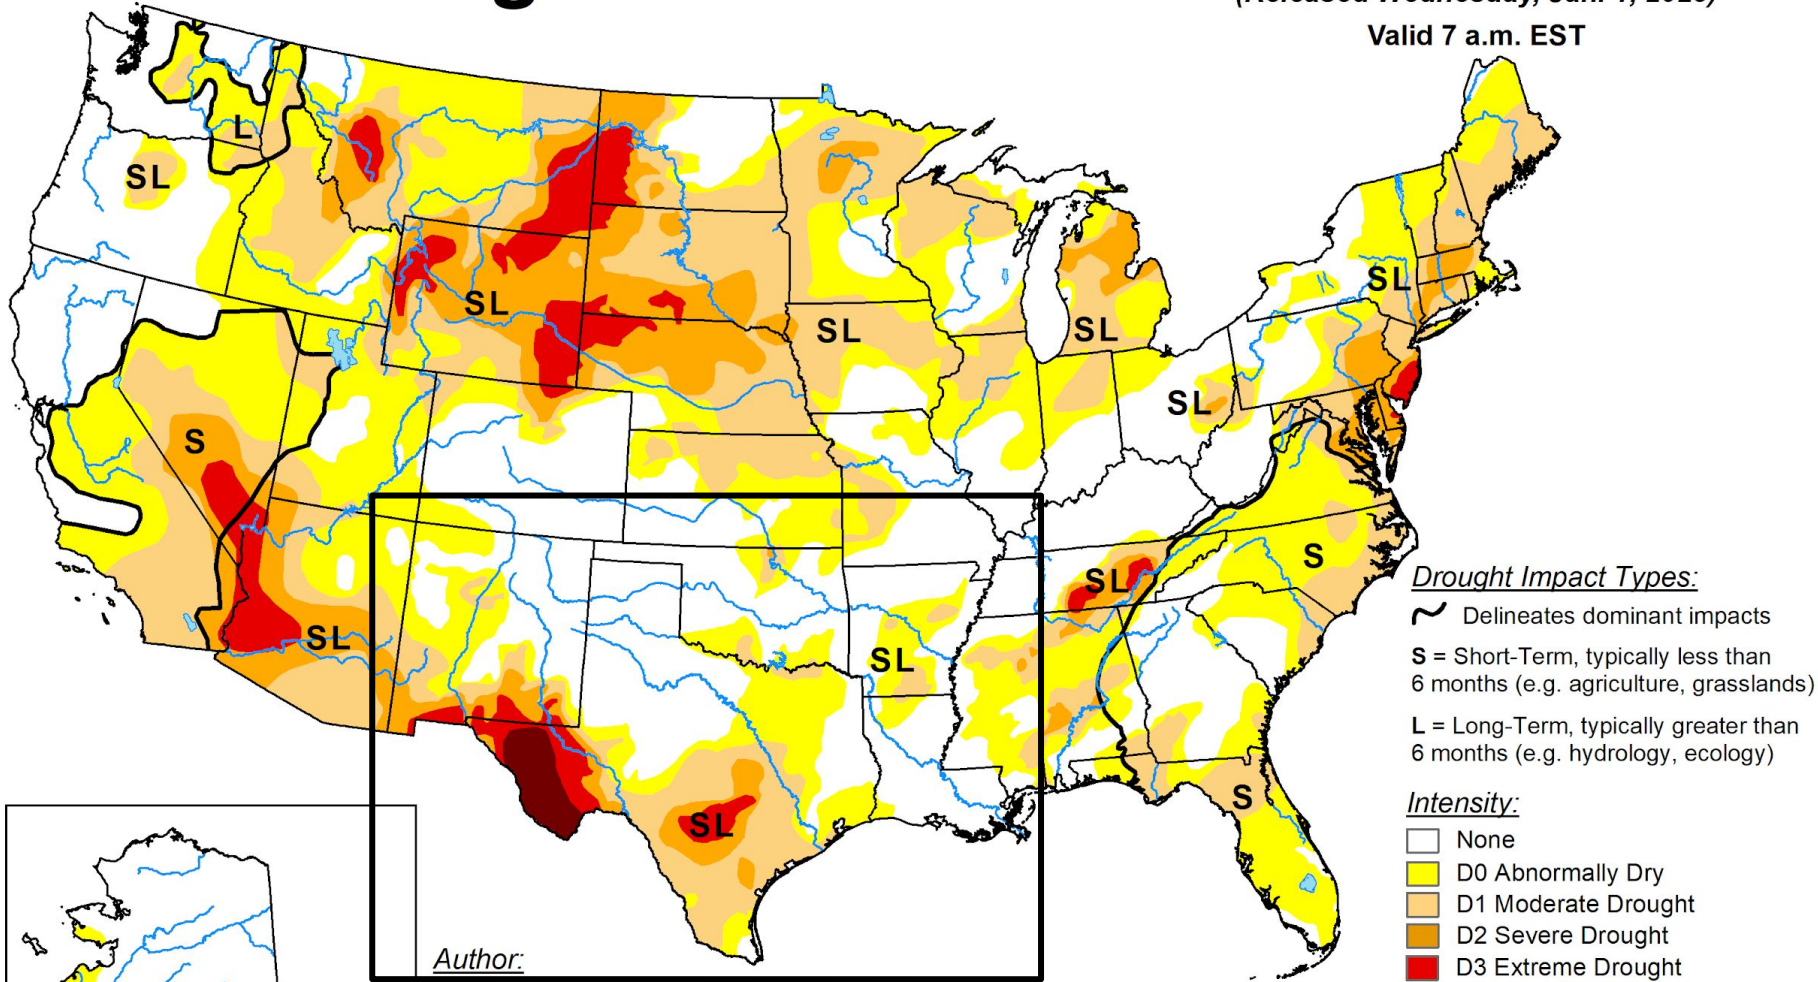 Valid 7 a.m. EST
L
SL
SL
SL
SL
SL
SL
S
SL
SL
SL
SL
S
S
Drought Impact Types:
Delineates dominant impacts
S = Short-Term, typically less than
6 months (e.g. agriculture, grasslands)
L = Long-Term, typically greater than
6 months (e.g. hydrology, ecology)
Intensity:
None
D0 Abnormally Dry
D1 Moderate Drought
D2 Severe Drought
D3 Extreme Drought
Author: